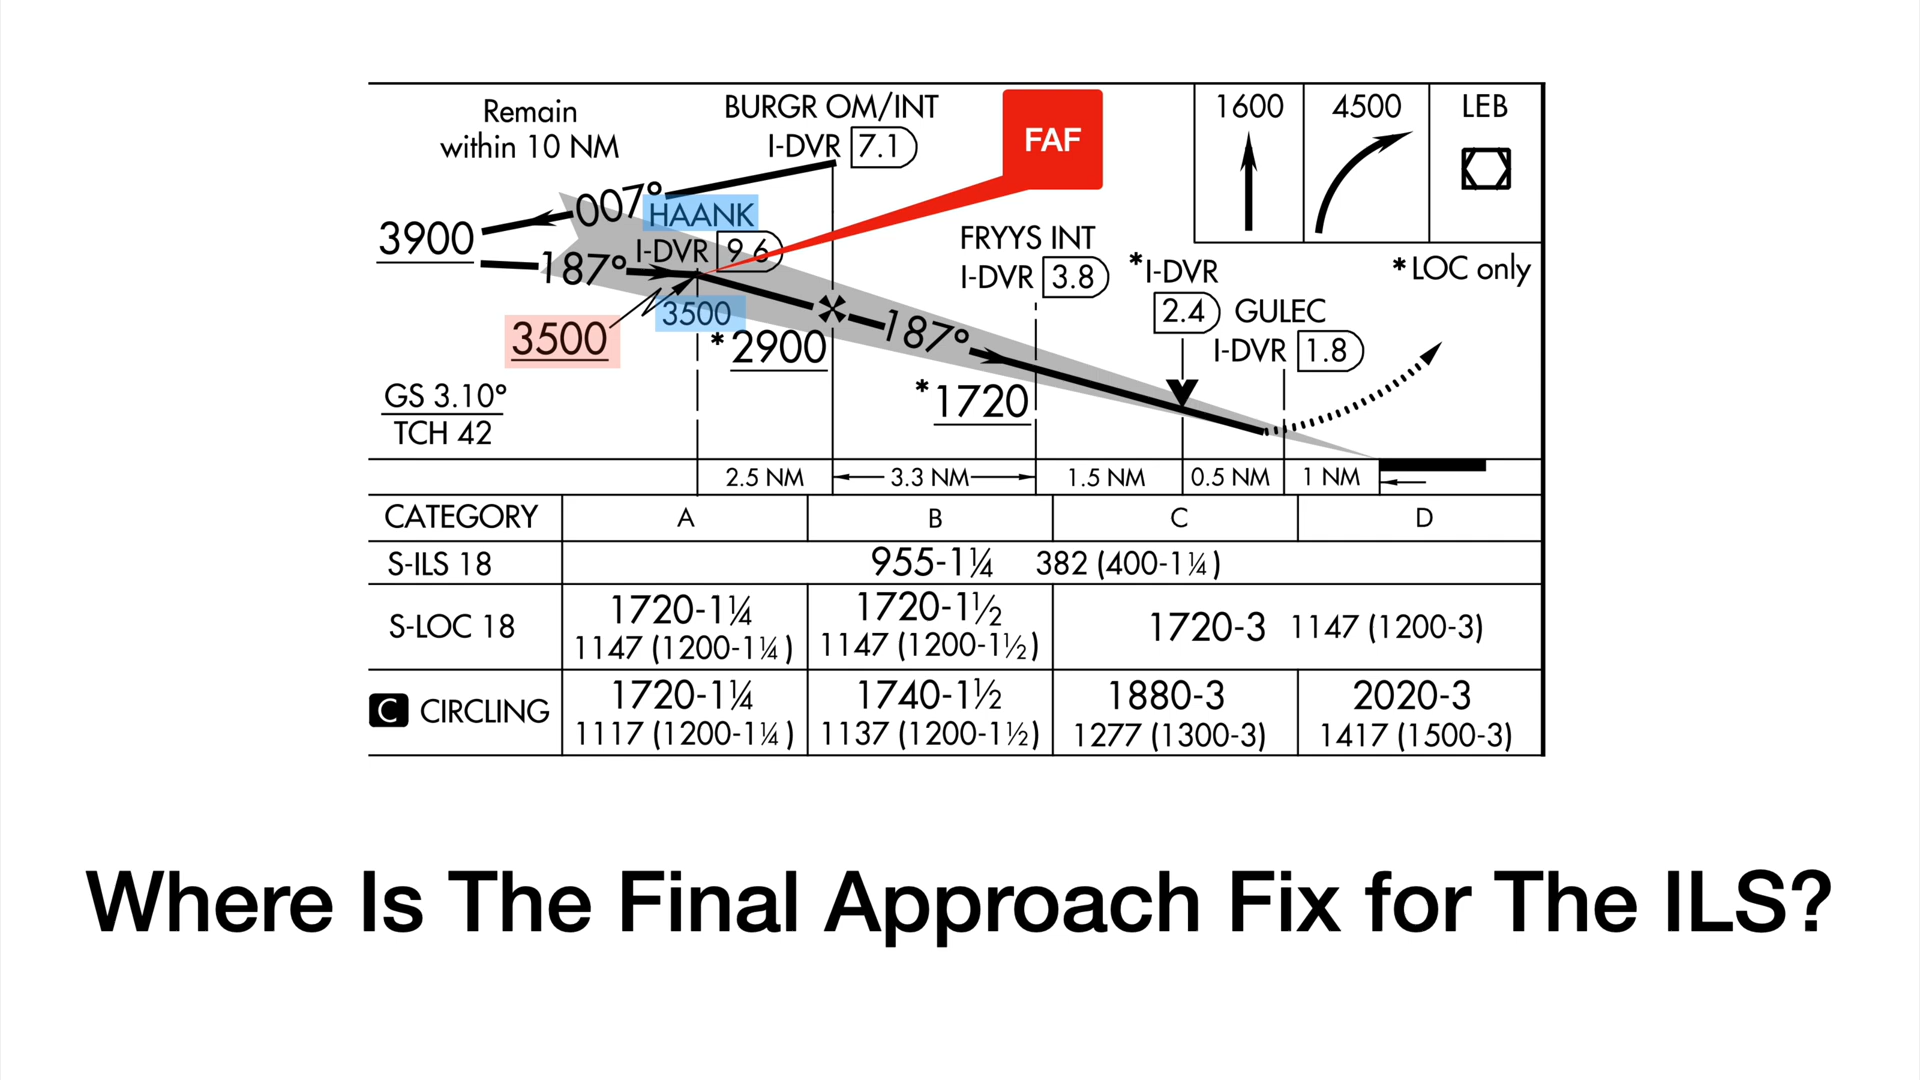 Remain
within 10 NM
BURGR OM/INT
I-DVR 7.1
FAF
1600
4500
LEB
007°
HAANK
I-DVR 9.6
3900
187°
3500
3500
*2900
187°
FRYYS INT
I-DVR 3.8
*I-DVR
2.4
GULEC
I-DVR 1.8
*LOC only
*1720
GS 3.10°
TCH 42
2.5 NM
3.3 NM
1.5 NM
0.5 NM
1 NM
CATEGORY A B C D
S-ILS 18 955-1¼ 382 (400-1¼)
S-LOC 18
1720-1¼
1147 (1200-1¼)
1720-1½
1147 (1200-1½)
1720-3 1147 (1200-3)
C CIRCLING
1720-1¼
1117 (1200-1¼)
1740-1½
1137 (1200-1½)
1880-3
1277 (1300-3)
2020-3
1417 (1500-3)
Where Is The Final Approach Fix for The ILS?